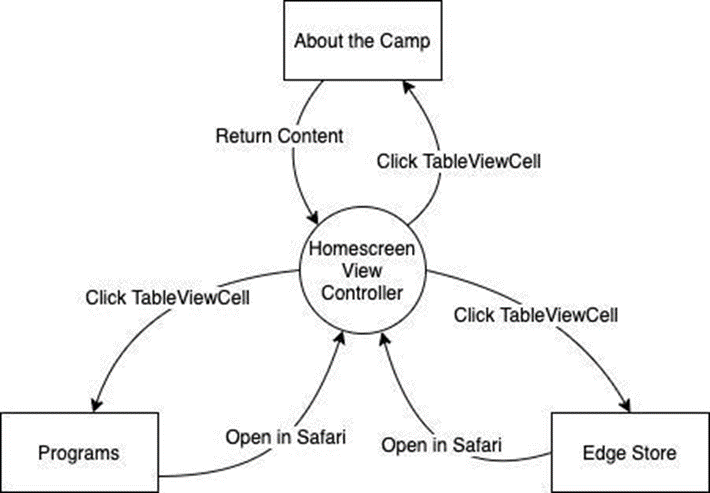 About the Camp
Return Content
Click TableViewCell
Homescreen
View
Controller
Click TableViewCell
Click TableViewCell
Open in Safari
Open in Safari
Programs
Edge Store